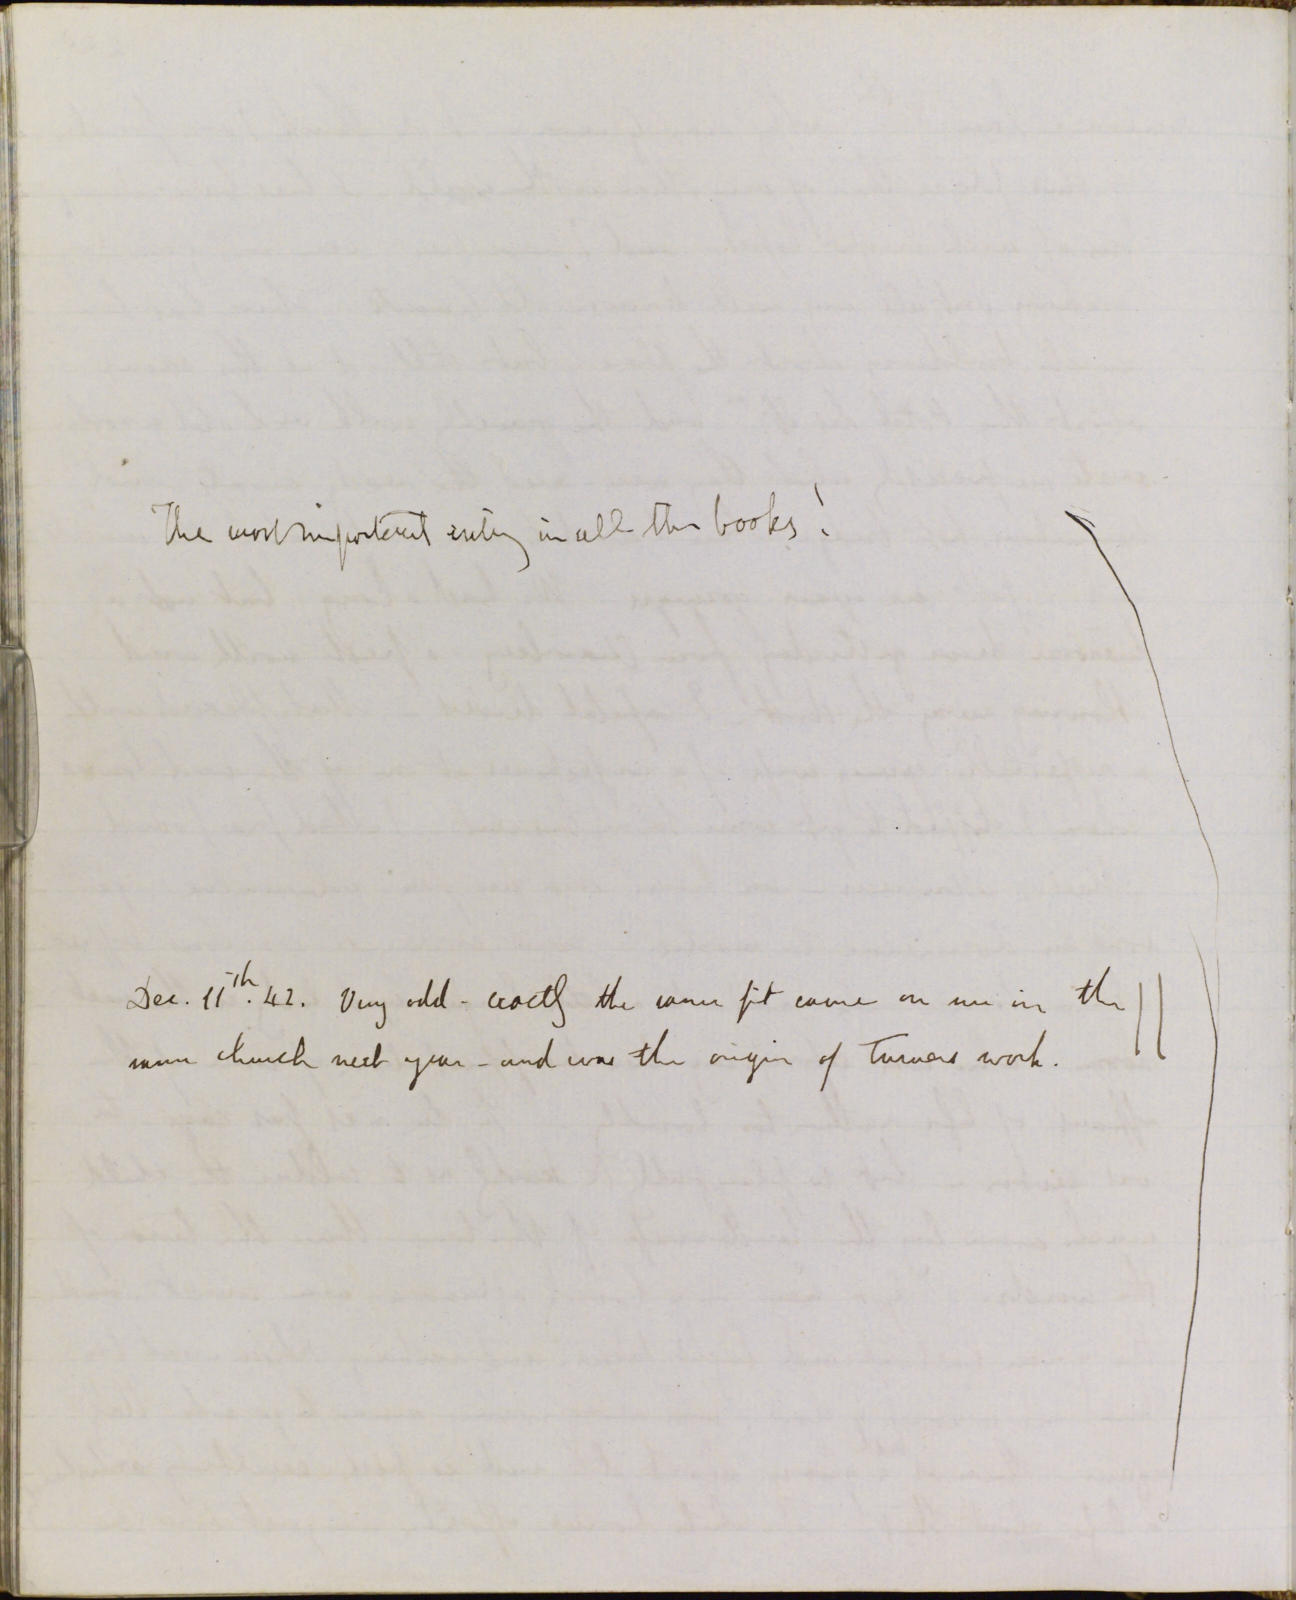 The most important entry in all the books!
Dec. 11th. 42. Very odd - exactly the same fit came on me in the
same church next year - and was the origin of Turners work.